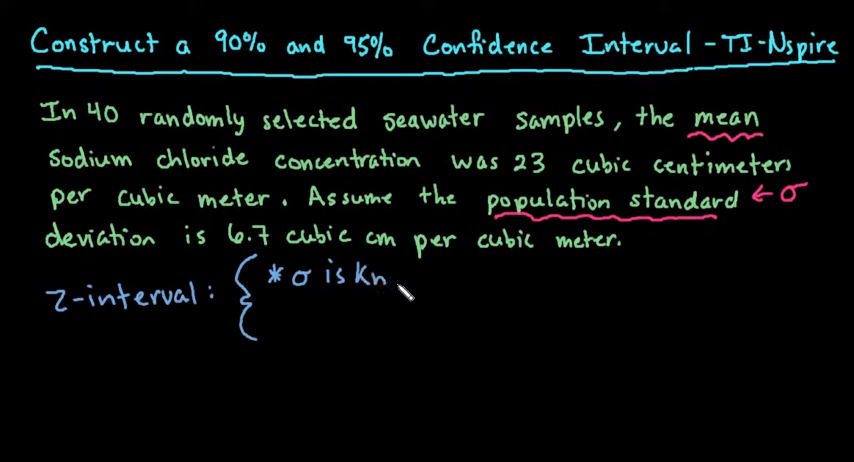 Construct a 90% and 95% Confidence Interval - TI-Nspire
In 40 randomly selected seawater samples, the mean
sodium chloride concentration was 23 cubic centimeters
per cubic meter. Assume the population standard ← σ
deviation is 6.7 cubic cm per cubic meter.
z-interval: { * σ is kn